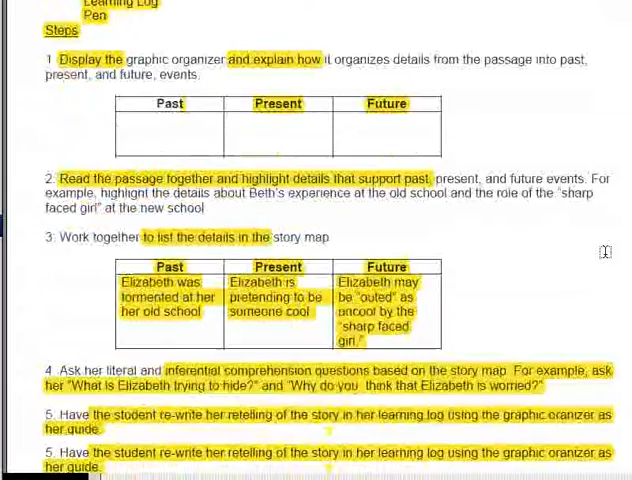 Learning Log
Pen
Steps
1 Display the graphic organizer and explain how it organizes details from the passage into past,
present, and future, events.
Past Present Future
2. Read the passage together and highlight details that support past, present, and future events. For
example, highlight the details about Beth's experience at the old school and the role of the "sharp
faced girl" at the new school
3. Work together to list the details in the story map
Past Present Future
Elizabeth was Elizabeth is Elizabeth may
tormented at her pretending to be be "outed" as
her old school someone cool uncool by the
"sharp faced
girl."
4. Ask her literal and inferential comprehension questions based on the story map. For example, ask
her "What is Elizabeth trying to hide?" and "Why do you think that Elizabeth is worried?"
5. Have the student re-write her retelling of the story in her learning log using the graphic oranizer as
her guide.
5. Have the student re-write her retelling of the story in her learning log using the graphic oranizer as
her guide.